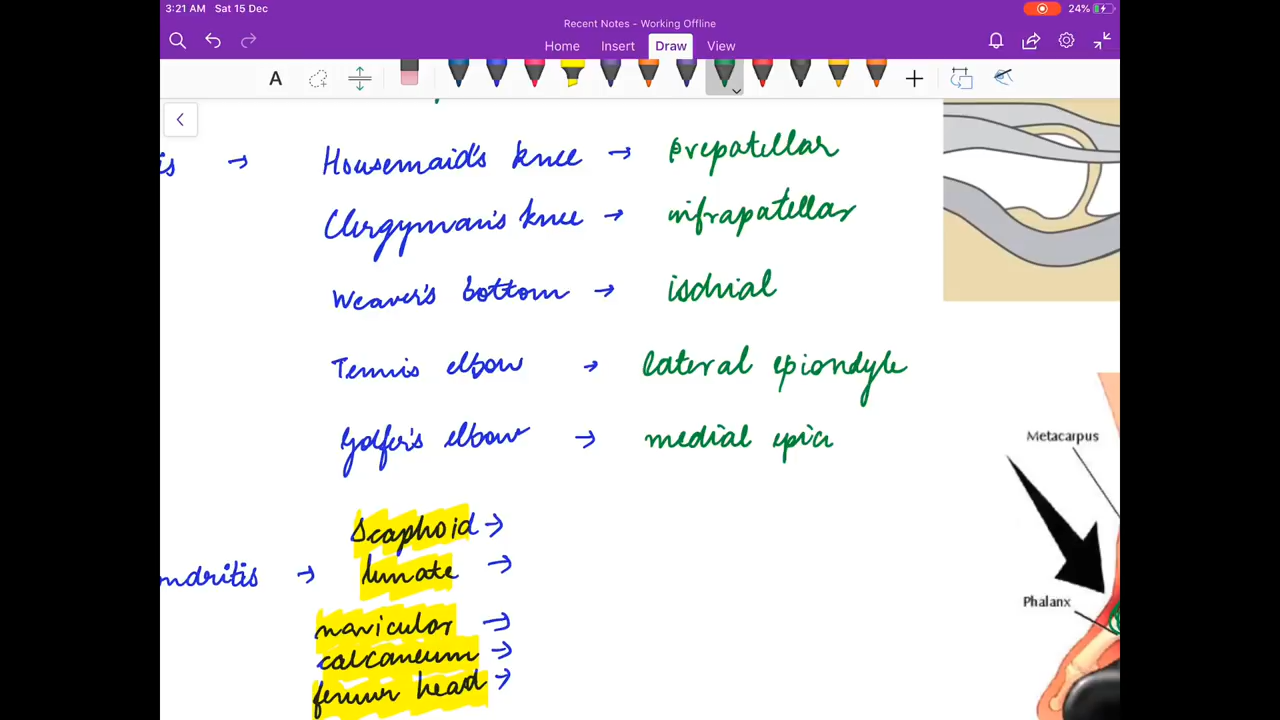 3:21 AM Sat 15 Dec
24%
Recent Notes - Working Offline
Home Insert Draw View
A
is → Housemaid's knee → prepatellar
Clergyman's knee → infrapatellar
Weaver's bottom → ischial
Tennis elbow → lateral epiondyle
Golfer's elbow → medial epic
Metacarpus
Scaphoid →
ndritis → lunate →
Phalanx
navicular →
calcaneum →
femur head →